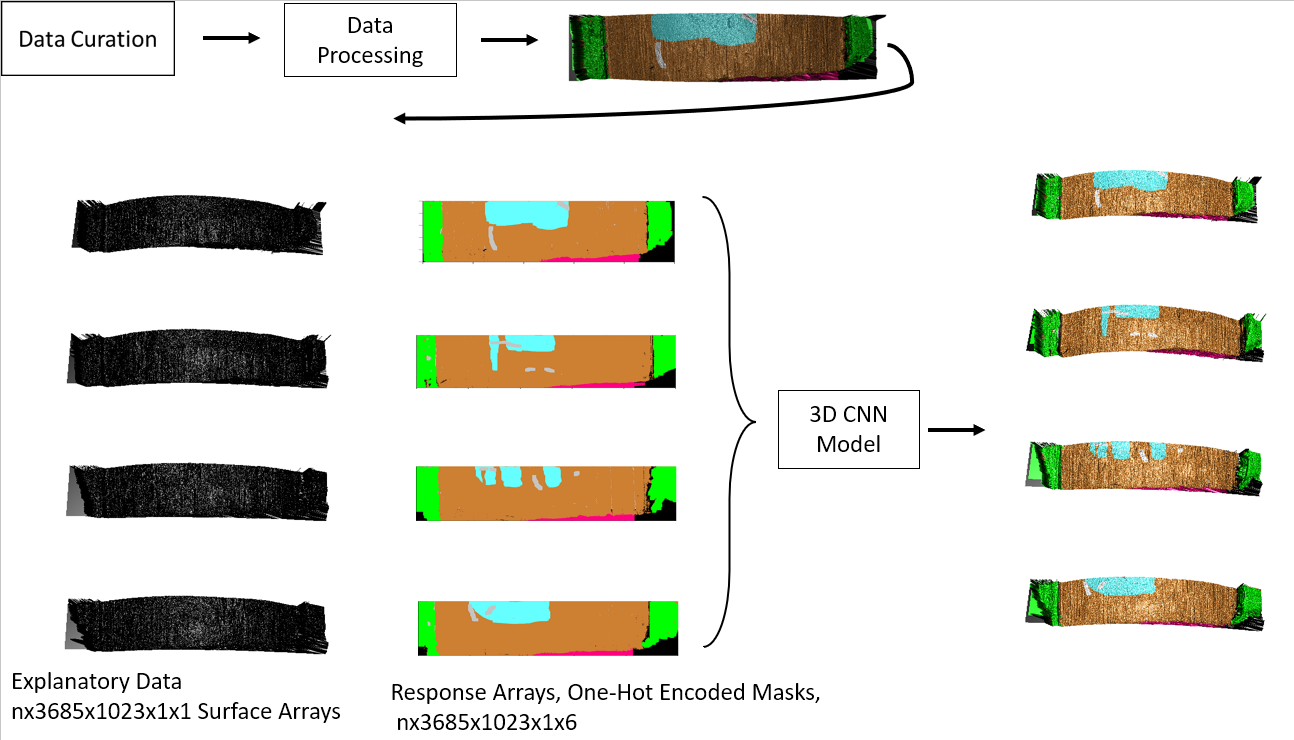 Data Curation
Data
Processing
3D CNN
Model
Explanatory Data
nx3685x1023x1x1 Surface Arrays
Response Arrays, One-Hot Encoded Masks,
nx3685x1023x1x6